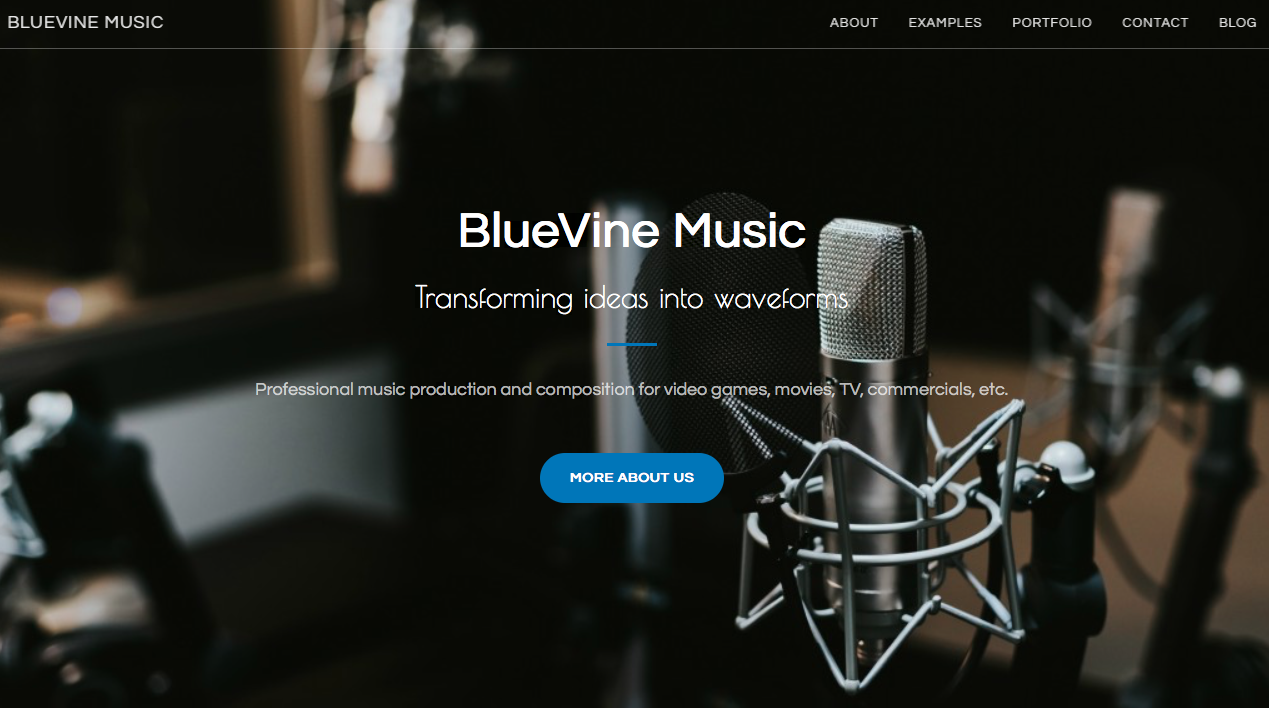 BLUEVINE MUSIC
ABOUT EXAMPLES PORTFOLIO CONTACT BLOG
BlueVine Music
Transforming ideas into waveforms
Professional music production and composition for video games, movies, TV, commercials, etc.
MORE ABOUT US